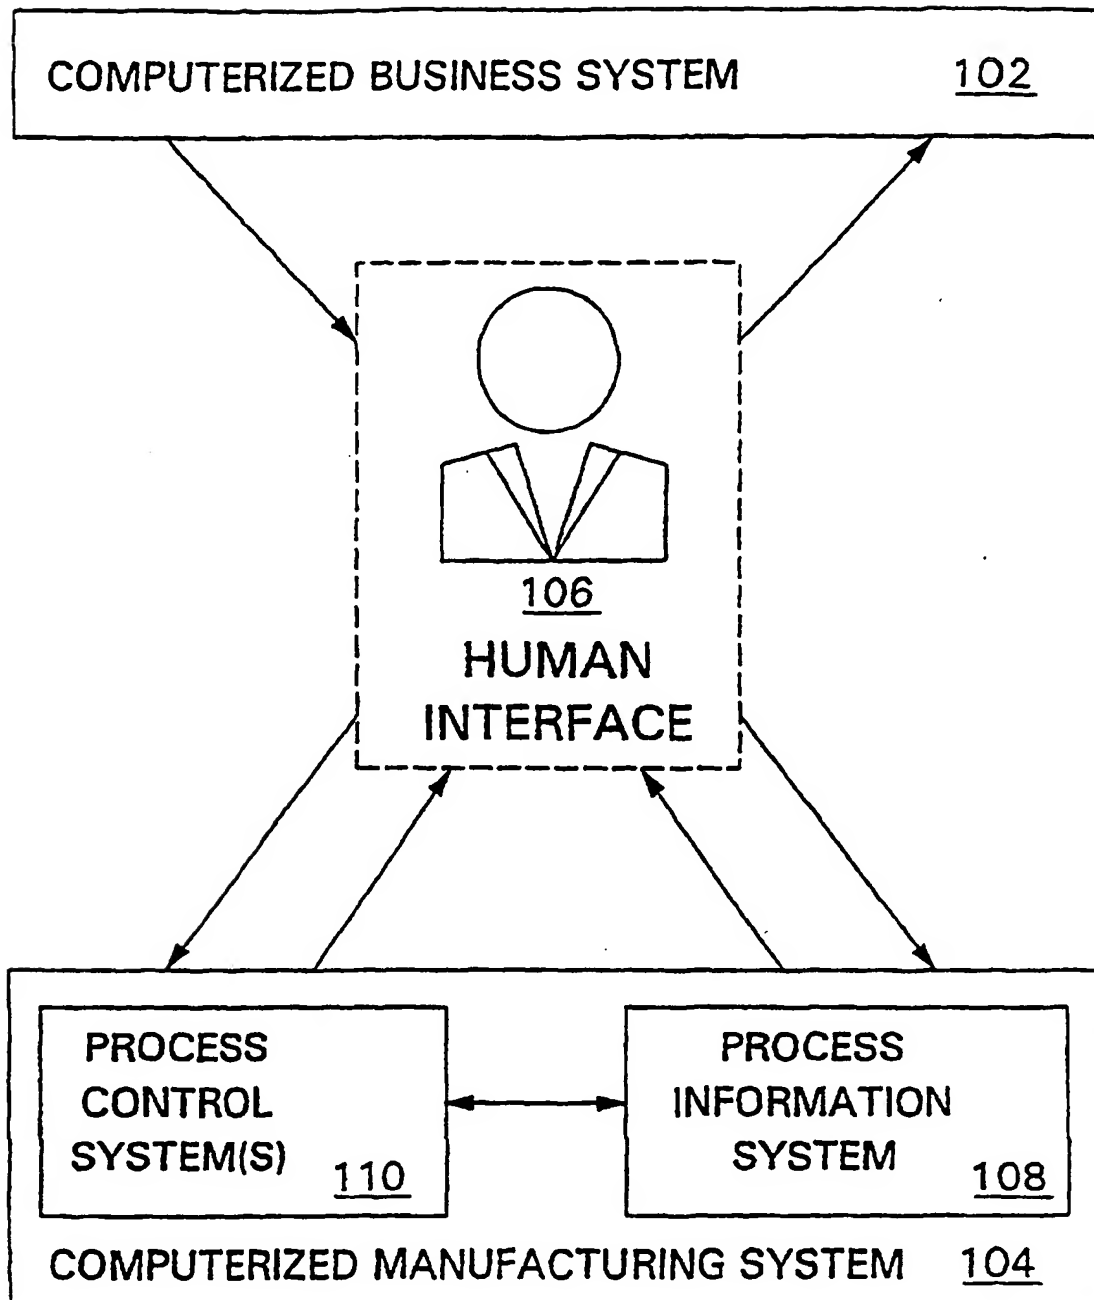 COMPUTERIZED BUSINESS SYSTEM 102
106
HUMAN
INTERFACE
PROCESS
CONTROL
SYSTEM(S)
110
PROCESS
INFORMATION
SYSTEM
108
COMPUTERIZED MANUFACTURING SYSTEM 104